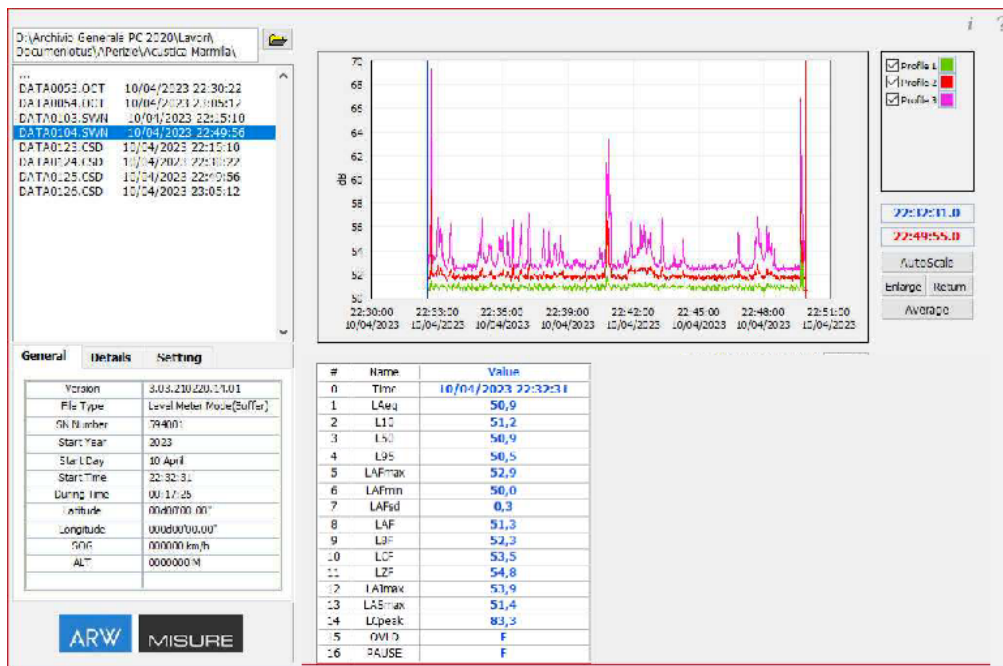 D:\Archivio Generale PC 2020\Lavori\
Documenlotus\APerizie\Acustica Marmilla\
...
DATA0053.OCT 10/04/2023 22:30:22
DATA0054.OCT 10/04/2023 23:05:12
DATA0103.SWN 10/04/2023 22:15:10
DATA0104.SWN 10/04/2023 22:49:56
DATA0123.CSD 10/04/2023 22:15:10
DATA0124.CSD 10/04/2023 22:30:22
DATA0125.CSD 10/04/2023 22:49:56
DATA0126.CSD 10/04/2023 23:05:12
i ?
dB
70
68
66
64
62
60
58
56
54
52
50
22:30:00 22:33:00 22:36:00 22:39:00 22:42:00 22:45:00 22:48:00 22:51:00
10/04/2023 10/04/2023 10/04/2023 10/04/2023 10/04/2023 10/04/2023 10/04/2023 10/04/2023
Profile 1
Profile 2
Profile 3
22:32:31.0
22:49:55.0
AutoScale
Enlarge Return
Average
General Details Setting
Version 3.03.210220.14.01
File Type Level Meter Mode(Buffer)
SN Number 594001
Start Year 2023
Start Day 10 April
Start Time 22:32:31
During Time 00:17:25
Latitude 00d00'00.00"
Longitude 000d00'00.00"
SOG 000000 km/h
ALT 0000000 M
ARW MISURE
# Name Value
0 Time 10/04/2023 22:32:31
1 LAeq 50,9
2 L10 51,2
3 L50 50,9
4 L95 50,5
5 LAFmax 52,9
6 LAFmin 50,0
7 LAFsd 0,3
8 LAF 51,3
9 LBF 52,3
10 LCF 53,5
11 LZF 54,8
12 LAImax 53,9
13 LASmax 51,4
14 LCpeak 83,3
15 OVLD F
16 PAUSE F